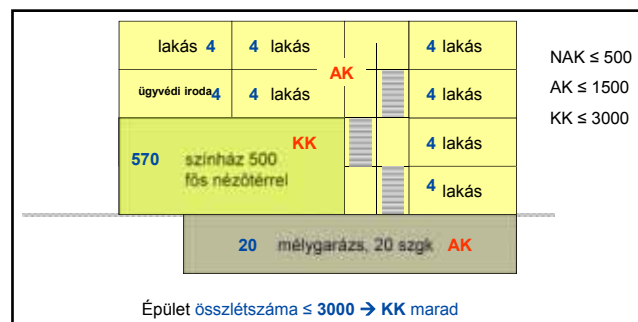 lakás 4 4 lakás 4 lakás
AK
ügyvédi iroda 4 4 lakás 4 lakás
KK 4 lakás
570 színház 500
fős nézőtérrel
4 lakás
20 mélygarázs, 20 szgk AK
NAK ≤ 500
AK ≤ 1500
KK ≤ 3000
Épület összlétszáma ≤ 3000 → KK marad